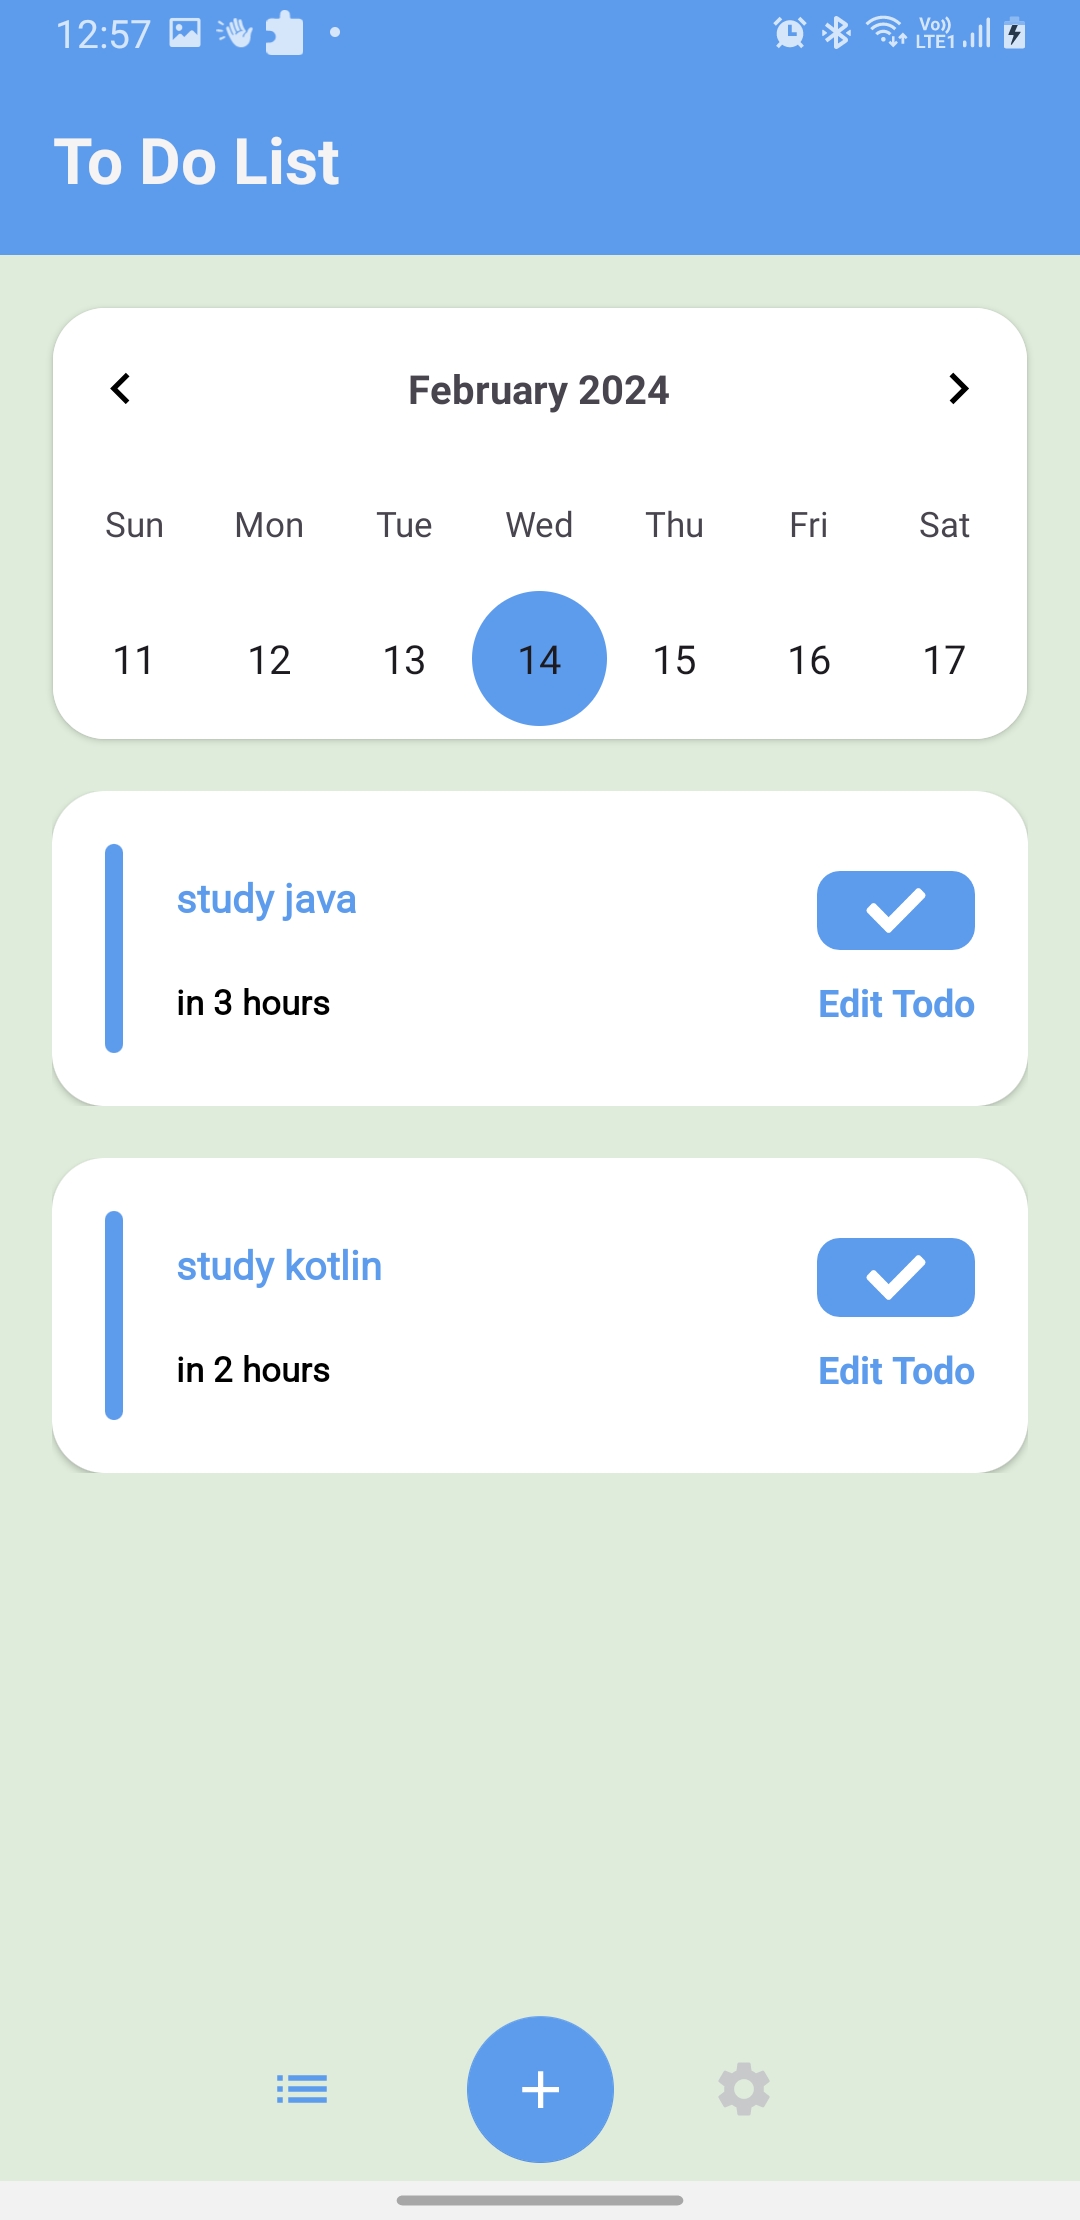 12:57 Vo)) LTE1
To Do List
February 2024
Sun Mon Tue Wed Thu Fri Sat
11 12 13 14 15 16 17
study java
in 3 hours
Edit Todo
study kotlin
in 2 hours
Edit Todo